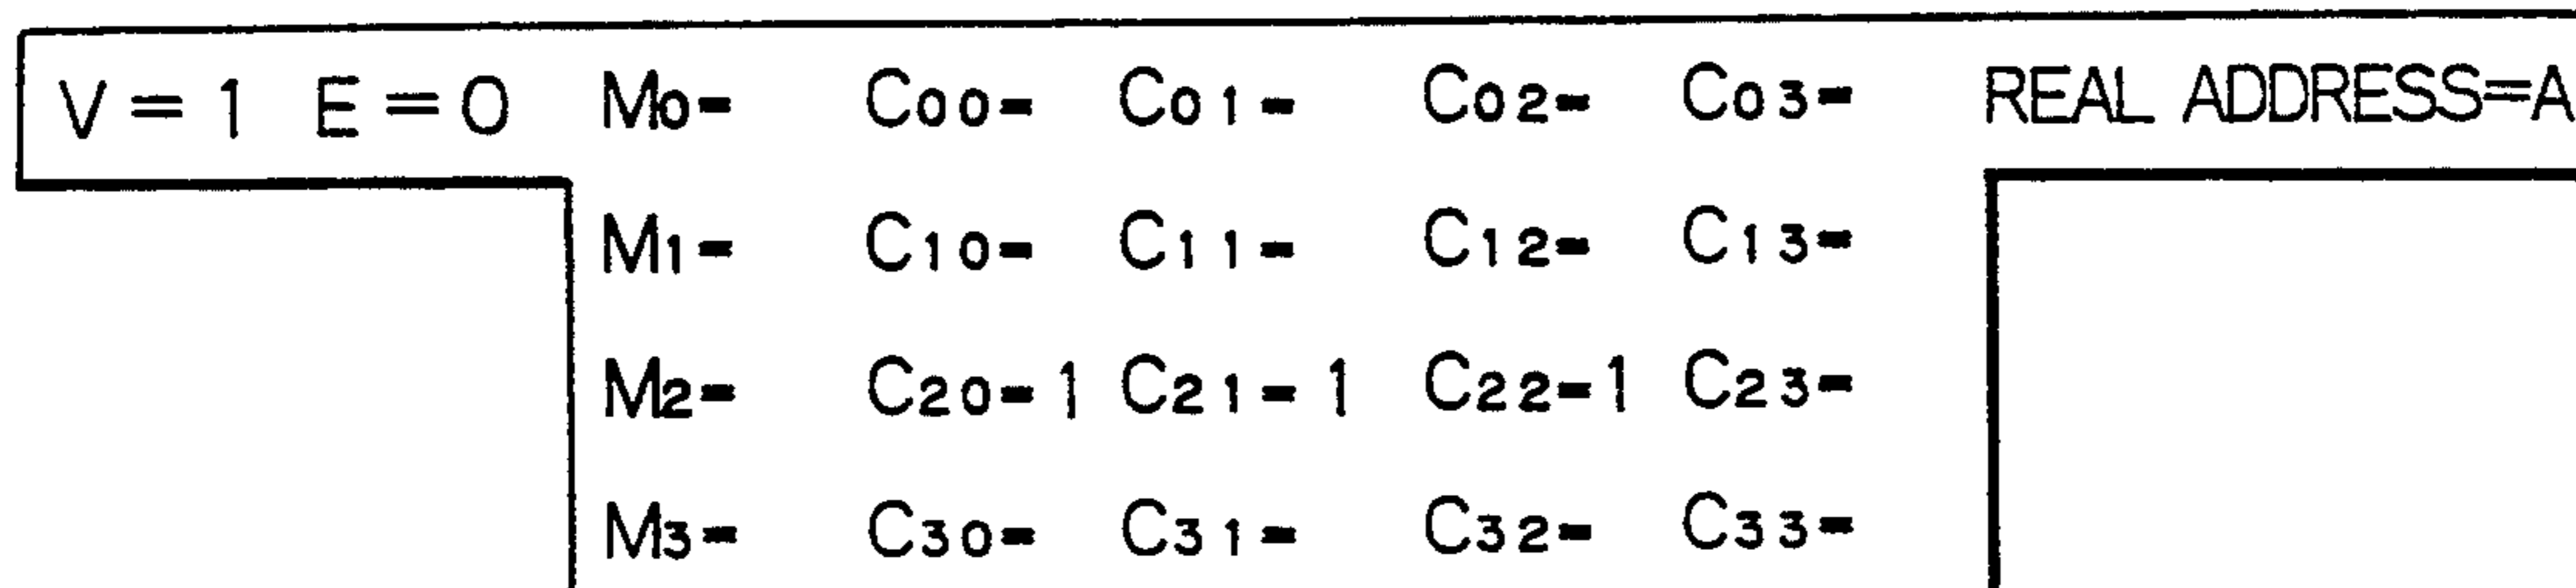 V=1 E=0 M0= C00= C01= C02= C03= REAL ADDRESS=A
M1= C10= C11= C12= C13=
M2= C20=1 C21=1 C22=1 C23=
M3= C30= C31= C32= C33=